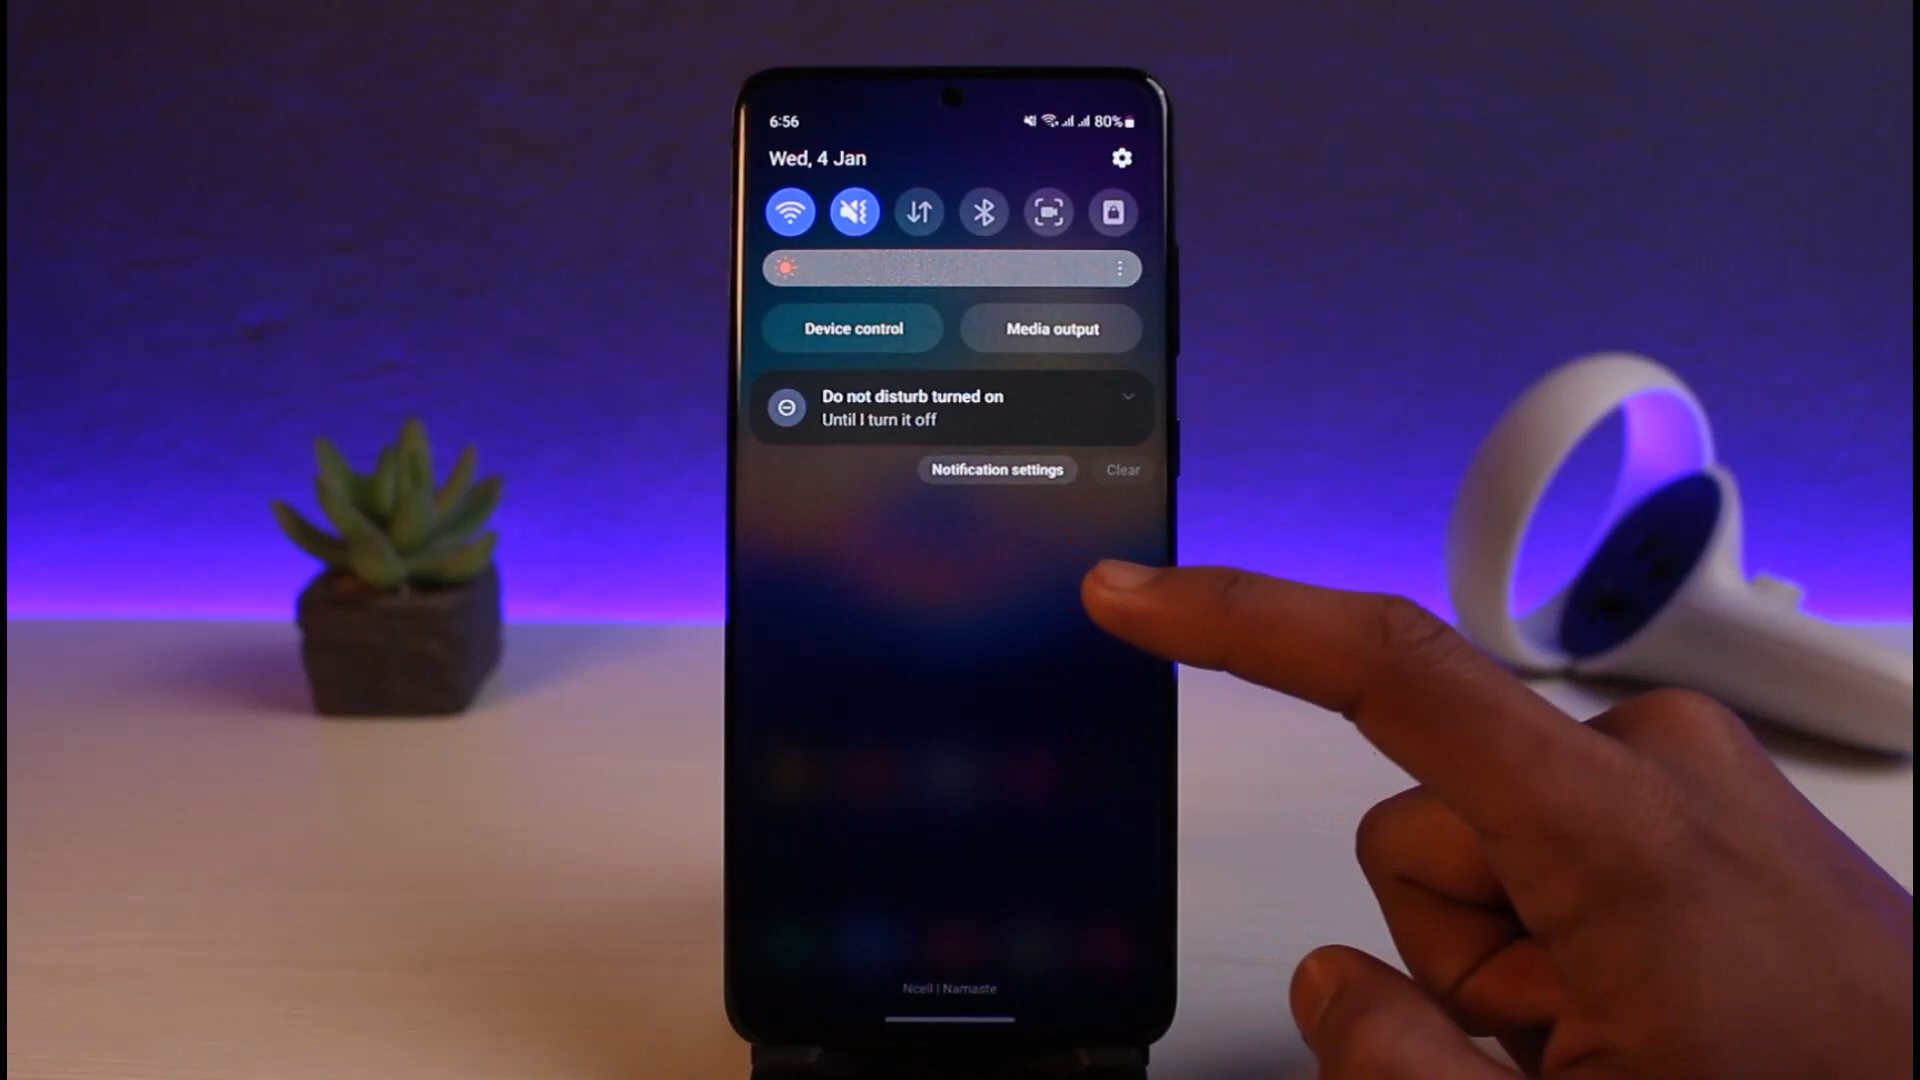 6:56
80%
Wed, 4 Jan
Device control
Media output
Do not disturb turned on
Until I turn it off
Notification settings
Clear
Ncell | Namaste